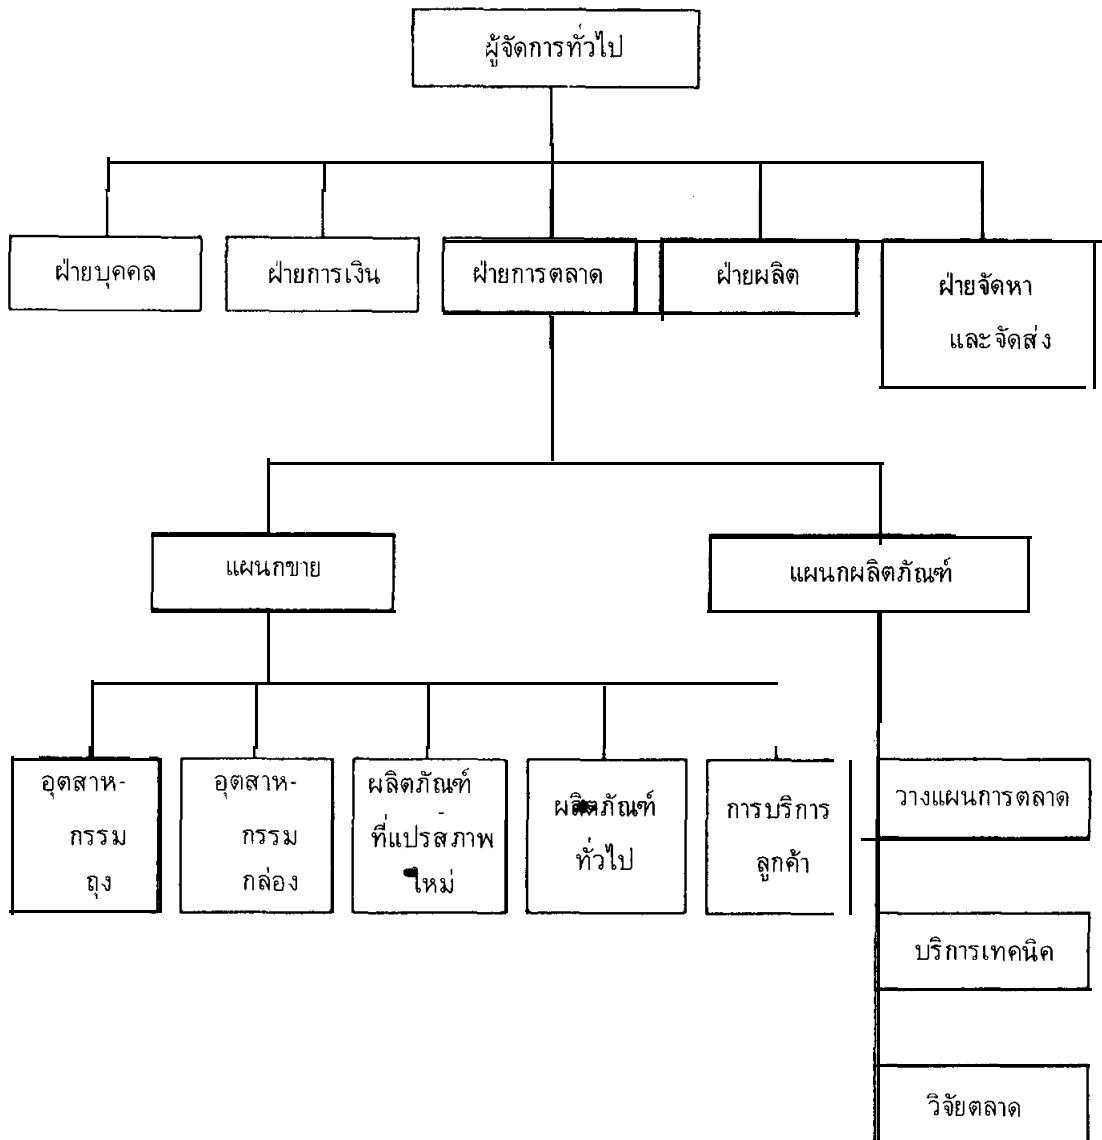 ผู้จัดการทั่วไป
ฝ่ายบุคคล
ฝ่ายการเงิน
ฝ่ายการตลาด
ฝ่ายผลิต
ฝ่ายจัดหา
และจัดส่ง
แผนกขาย
แผนกผลิตภัณฑ์
อุตสาห-
กรรม
ถุง
อุตสาห-
กรรม
กล่อง
ผลิตภัณฑ์
ที่แปรสภาพ
ใหม่
ผลิตภัณฑ์
ทั่วไป
การบริการ
ลูกค้า
วางแผนการตลาด
บริการเทคนิค
วิจัยตลาด